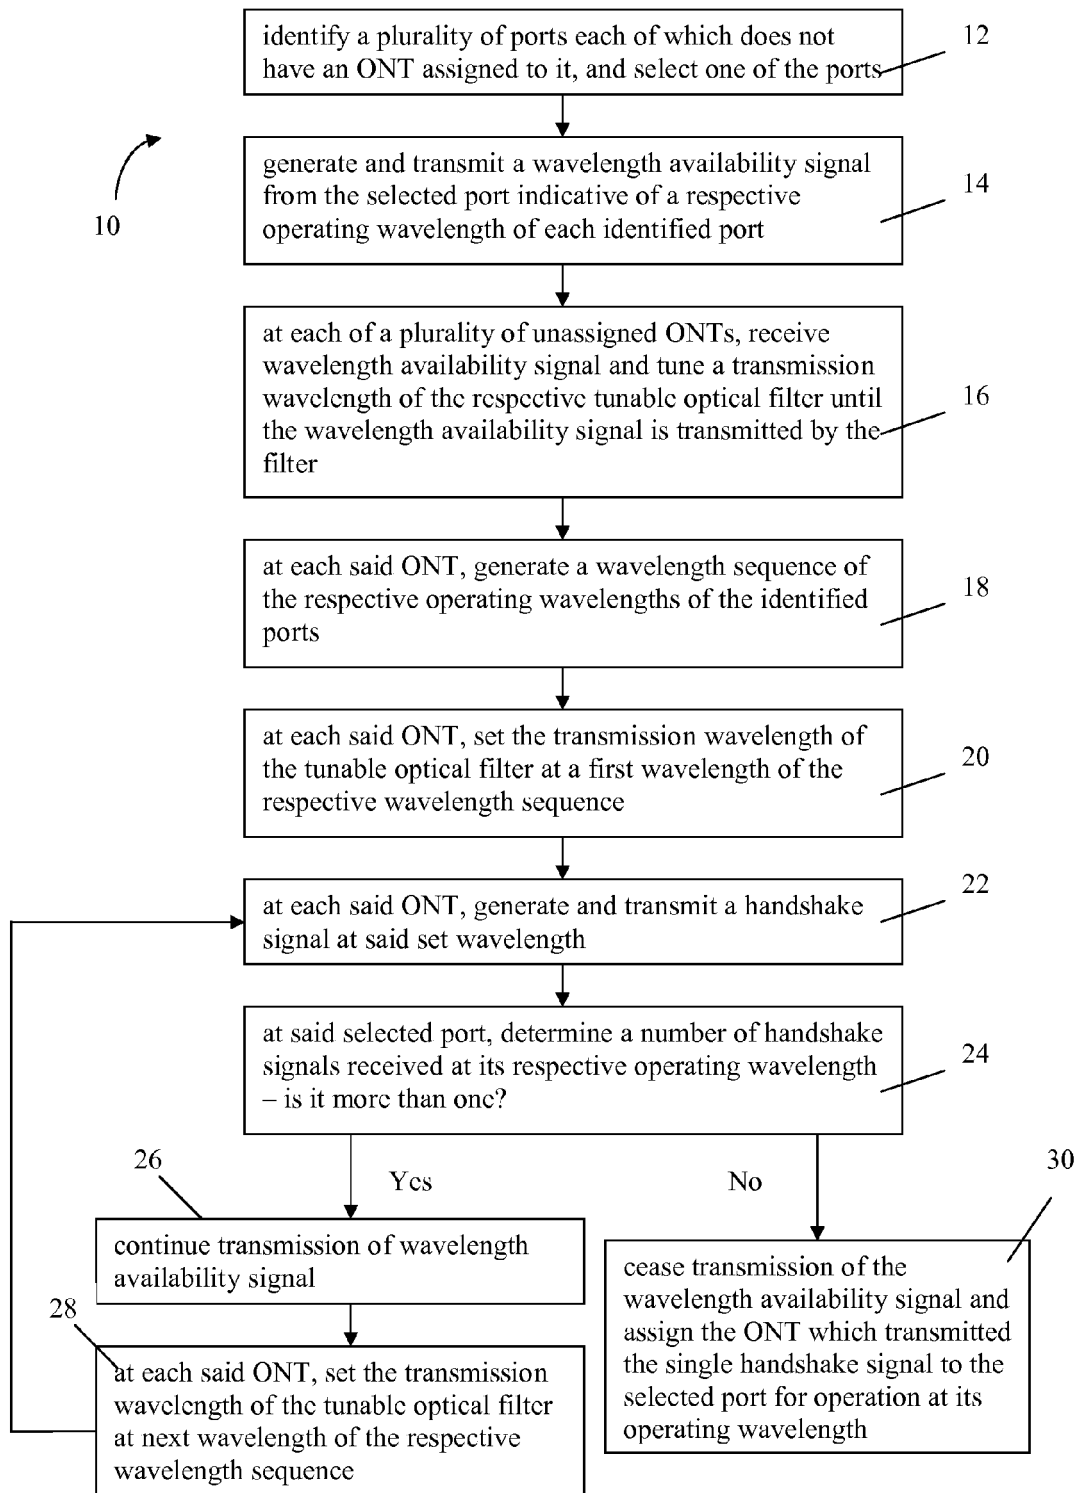 identify a plurality of ports each of which does not
have an ONT assigned to it, and select one of the ports
12
10
generate and transmit a wavelength availability signal
from the selected port indicative of a respective
operating wavelength of each identified port
14
at each of a plurality of unassigned ONTs, receive
wavelength availability signal and tune a transmission
wavelength of the respective tunable optical filter until
the wavelength availability signal is transmitted by the
filter
16
at each said ONT, generate a wavelength sequence of
the respective operating wavelengths of the identified
ports
18
at each said ONT, set the transmission wavelength of
the tunable optical filter at a first wavelength of the
respective wavelength sequence
20
at each said ONT, generate and transmit a handshake
signal at said set wavelength
22
at said selected port, determine a number of handshake
signals received at its respective operating wavelength
– is it more than one?
24
Yes
No
26
continue transmission of wavelength
availability signal
28
at each said ONT, set the transmission
wavelength of the tunable optical filter
at next wavelength of the respective
wavelength sequence
30
cease transmission of the
wavelength availability signal and
assign the ONT which transmitted
the single handshake signal to the
selected port for operation at its
operating wavelength